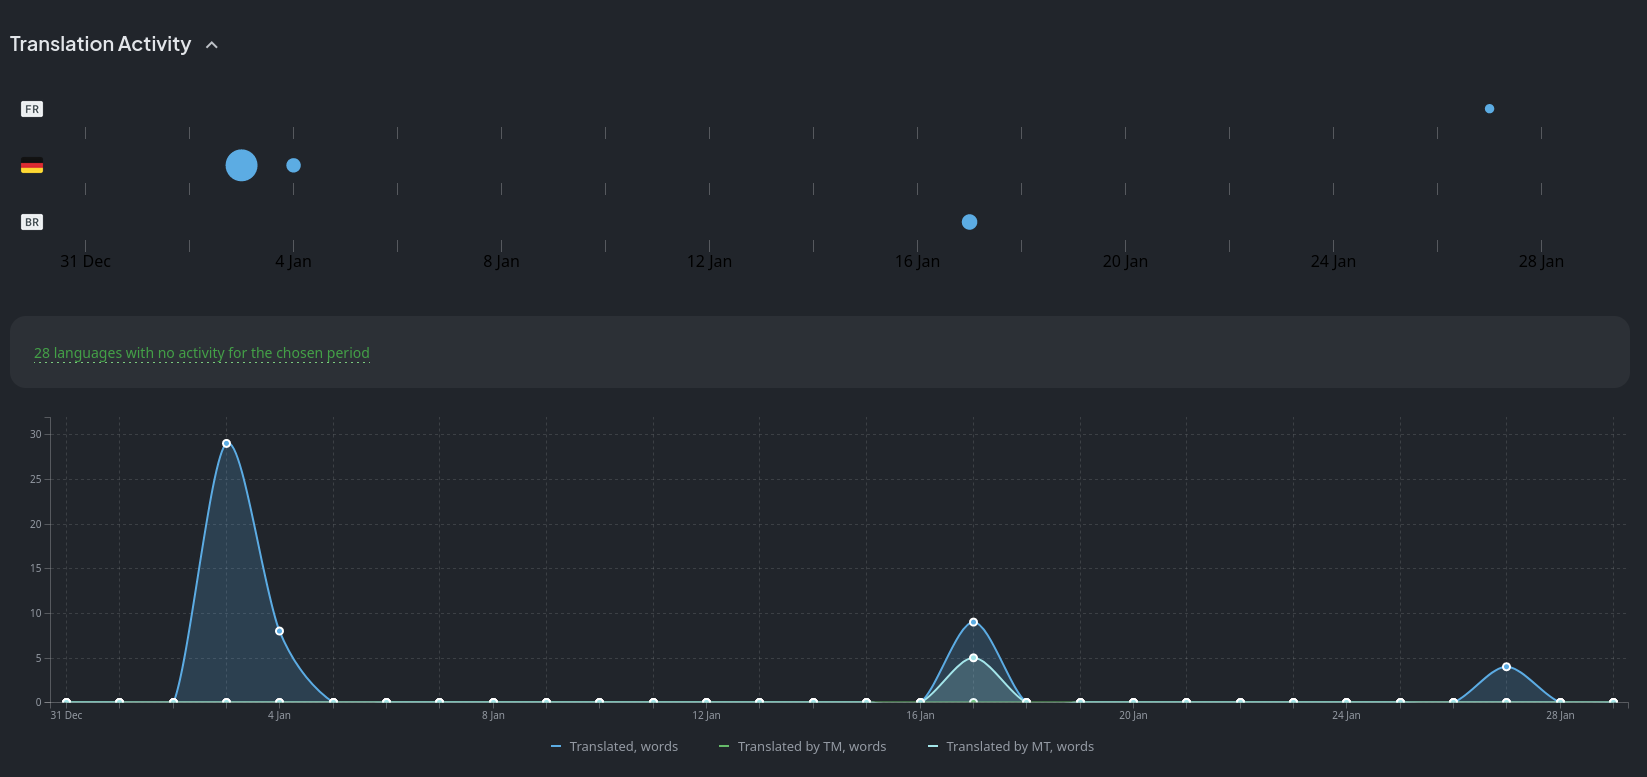 Translation Activity
FR
BR
31 Dec 4 Jan 8 Jan 12 Jan 16 Jan 20 Jan 24 Jan 28 Jan
28 languages with no activity for the chosen period
30
25
20
15
10
5
0
31 Dec 4 Jan 8 Jan 12 Jan 16 Jan 20 Jan 24 Jan 28 Jan
Translated, words Translated by TM, words Translated by MT, words